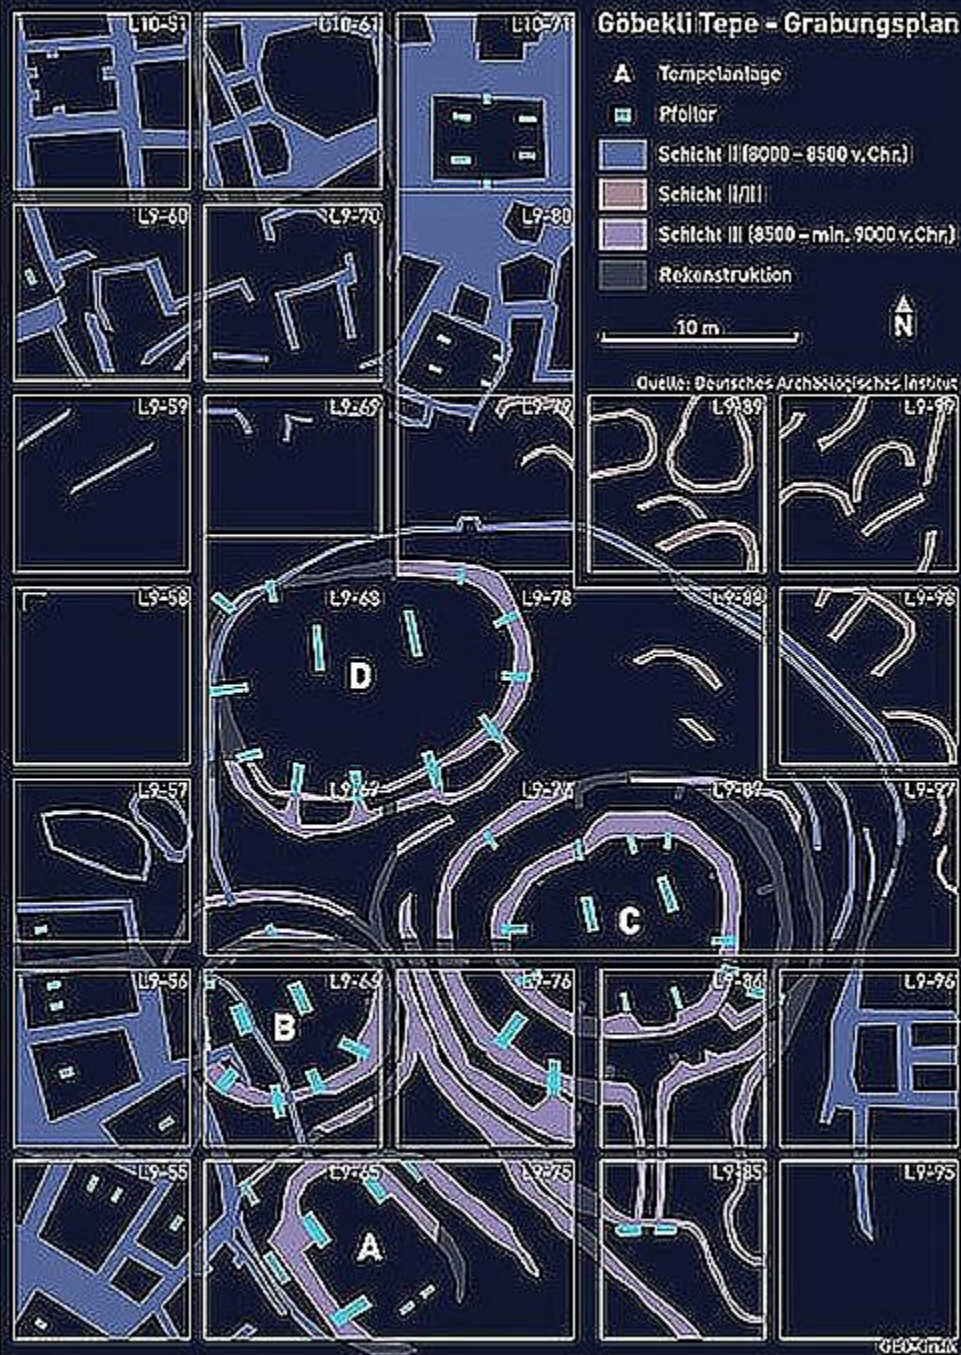 Göbekli Tepe - Grabungsplan
A Tempelanlage
Pfeiler
Schicht II (8000 – 8500 v.Chr.)
Schicht II/III
Schicht III (8500 – min. 9000 v.Chr.)
Rekonstruktion
10 m
N
Quelle: Deutsches Archäologisches Institut
L10-51 L10-61 L10-71
L9-60 L9-70 L9-80
L9-59 L9-69 L9-79 L9-89 L9-99
L9-58 L9-68 L9-78 L9-88 L9-98
D
L9-57 L9-67 L9-77 L9-87 L9-97
C
L9-56 L9-66 L9-76 L9-86 L9-96
B
L9-55 L9-65 L9-75 L9-85 L9-95
A